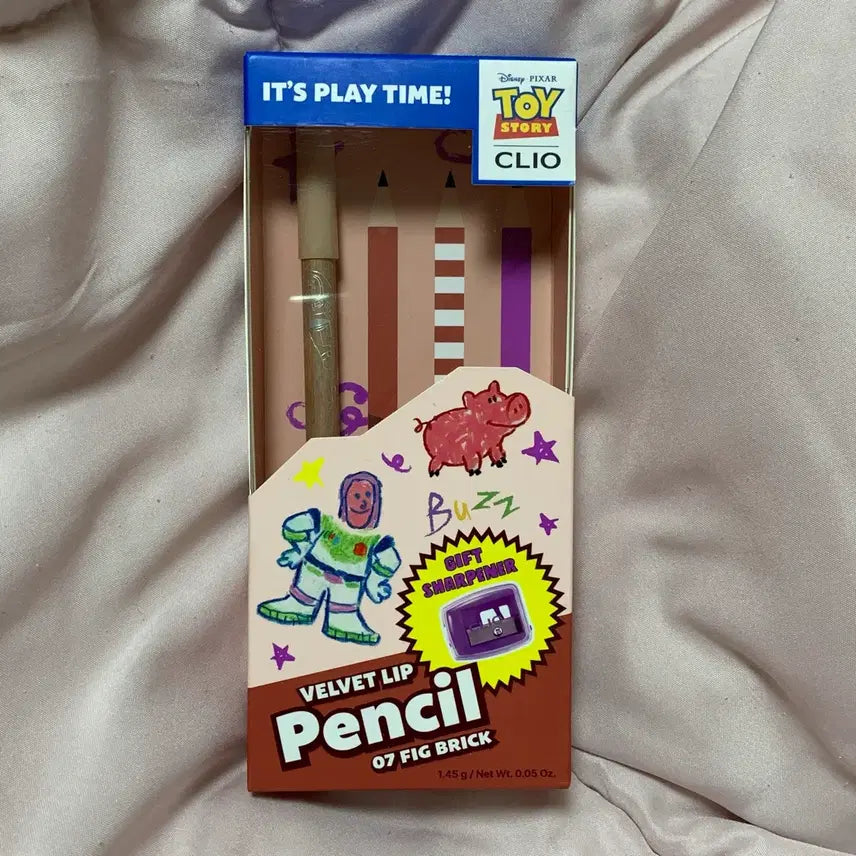 IT'S PLAY TIME!
Disney · PIXAR
TOY
STORY
CLIO
Buzz
GIFT
SHARPENER
VELVET LIP
Pencil
07 FIG BRICK
1.45 g / Net Wt. 0.05 Oz.